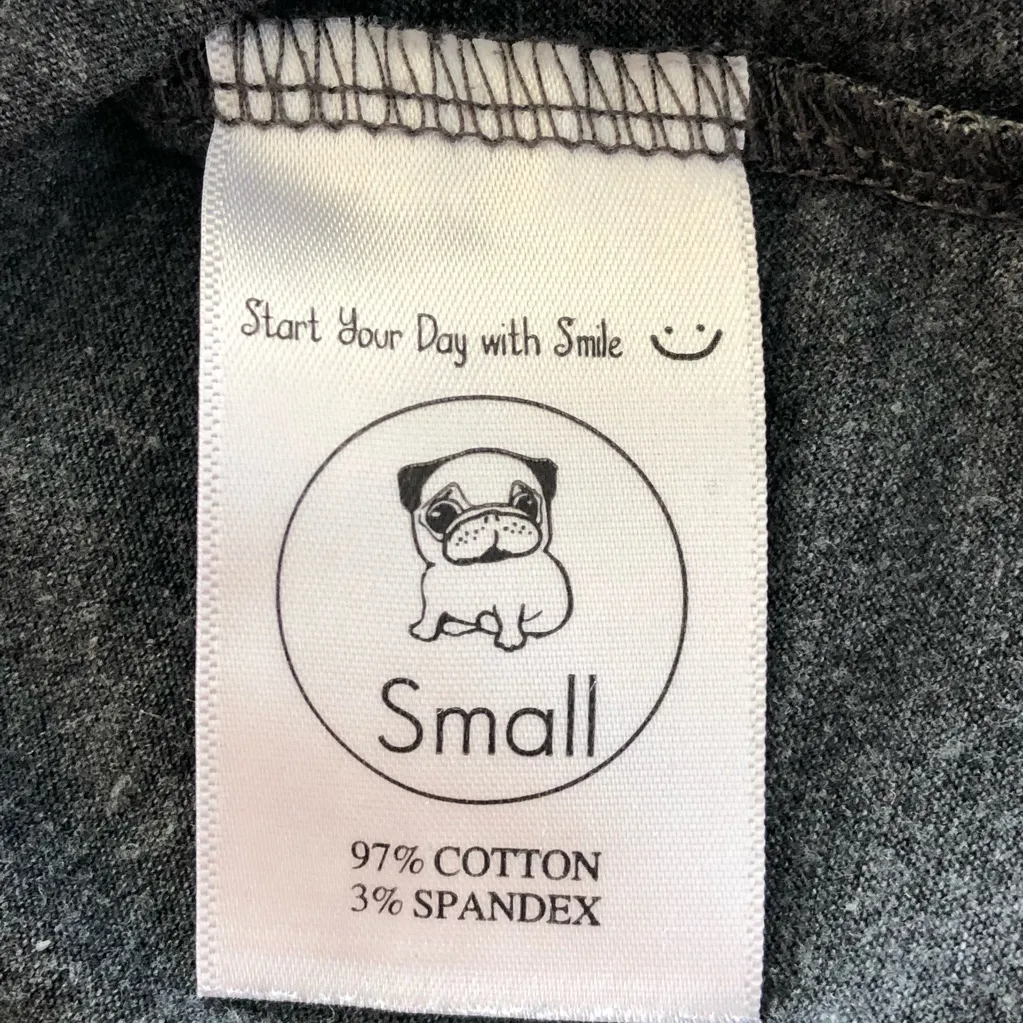 Start Your Day with Smile
Small
97% COTTON
3% SPANDEX